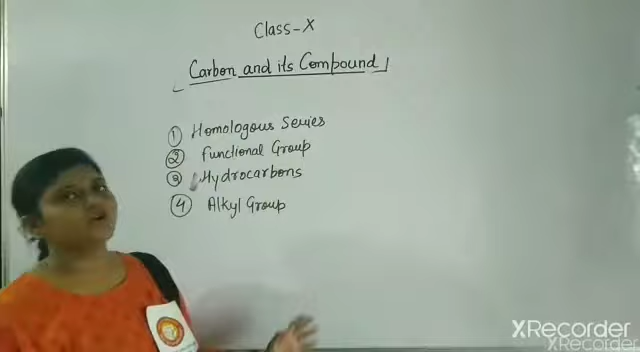 Class-X
Carbon and its Compound
① Homologous Series
② Functional Group
③ Hydrocarbons
④ Alkyl Group
XRecorder
XRecorder